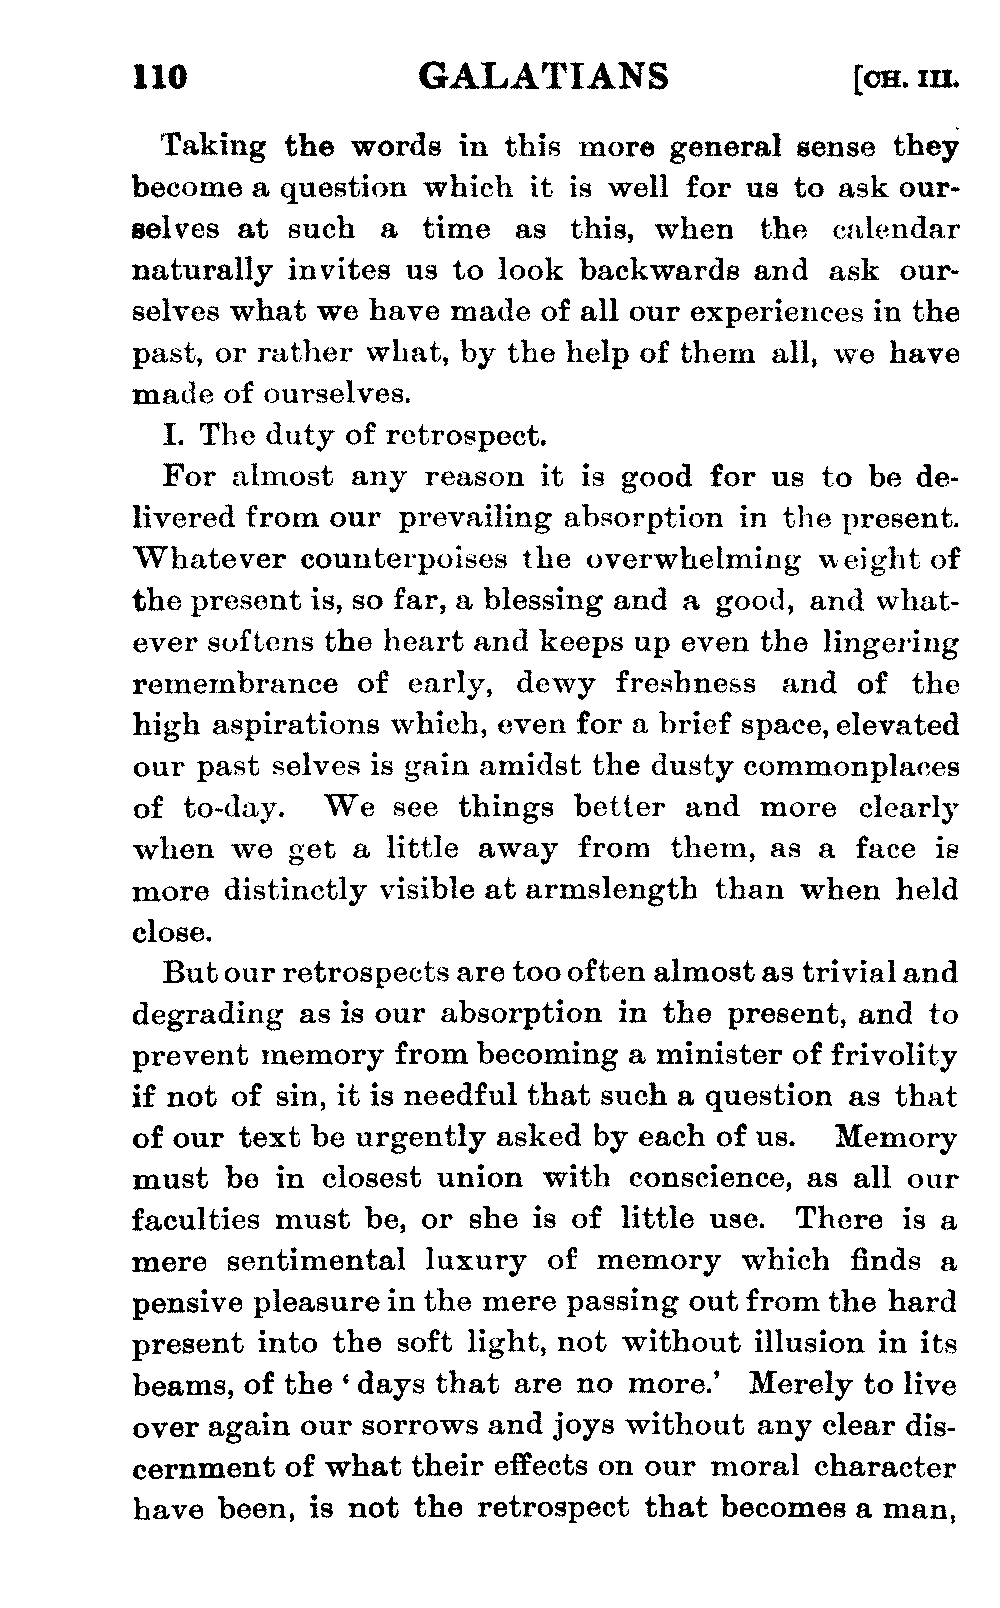 110 GALATIANS [CH. III.
Taking the words in this more general sense they
become a question which it is well for us to ask our-
selves at such a time as this, when the calendar
naturally invites us to look backwards and ask our-
selves what we have made of all our experiences in the
past, or rather what, by the help of them all, we have
made of ourselves.
I. The duty of retrospect.
For almost any reason it is good for us to be de-
livered from our prevailing absorption in the present.
Whatever counterpoises the overwhelming weight of
the present is, so far, a blessing and a good, and what-
ever softens the heart and keeps up even the lingering
remembrance of early, dewy freshness and of the
high aspirations which, even for a brief space, elevated
our past selves is gain amidst the dusty commonplaces
of to-day. We see things better and more clearly
when we get a little away from them, as a face is
more distinctly visible at armslength than when held
close.
But our retrospects are too often almost as trivial and
degrading as is our absorption in the present, and to
prevent memory from becoming a minister of frivolity
if not of sin, it is needful that such a question as that
of our text be urgently asked by each of us. Memory
must be in closest union with conscience, as all our
faculties must be, or she is of little use. There is a
mere sentimental luxury of memory which finds a
pensive pleasure in the mere passing out from the hard
present into the soft light, not without illusion in its
beams, of the ‘days that are no more.’ Merely to live
over again our sorrows and joys without any clear dis-
cernment of what their effects on our moral character
have been, is not the retrospect that becomes a man,